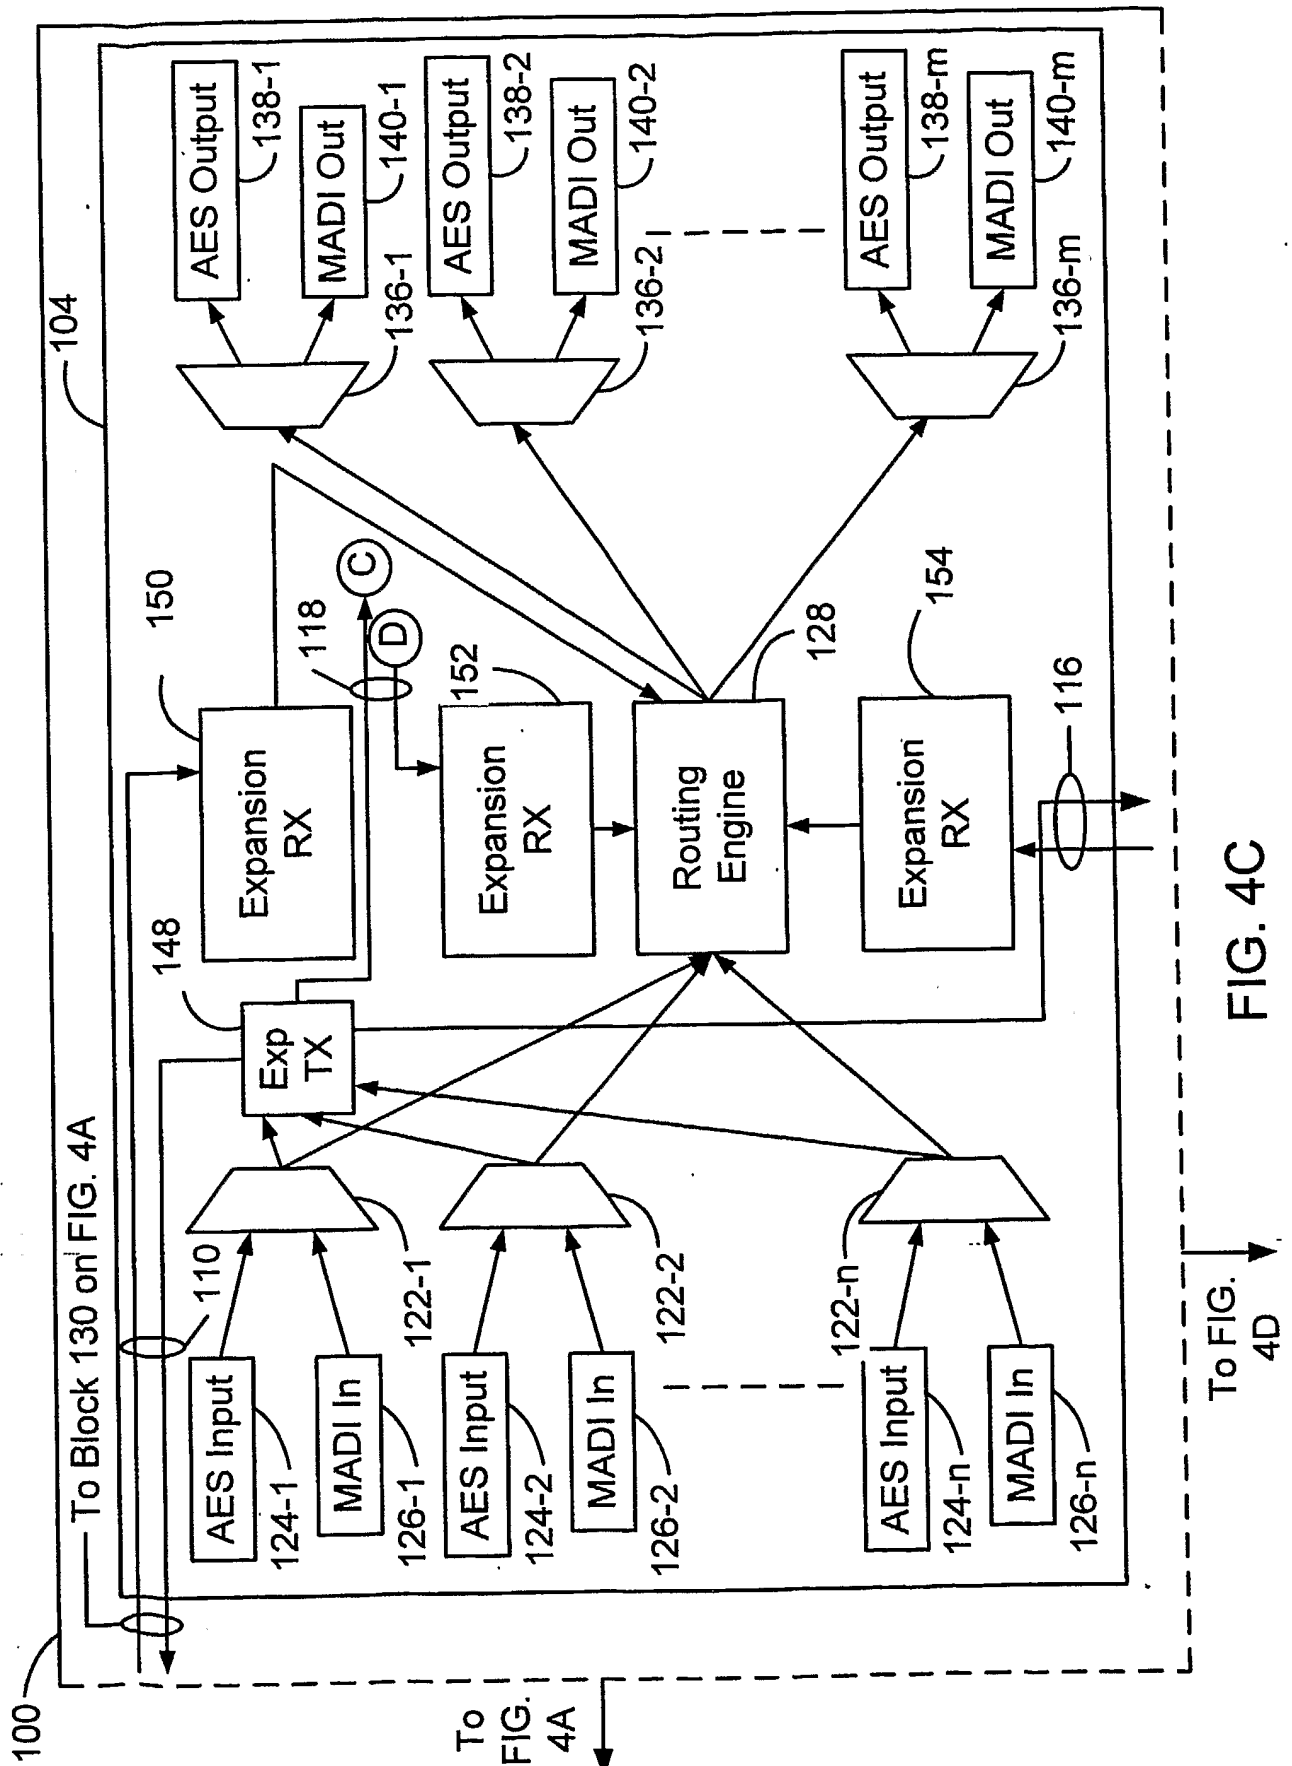 100
To Block 130 on FIG. 4A
110
104
148
150
Exp
TX
Expansion
RX
118
C
D
152
Expansion
RX
Routing
Engine
128
Expansion
RX
154
116
AES Input
124-1
MADI In
126-1
122-1
AES Input
124-2
MADI In
126-2
122-2
AES Input
124-n
MADI In
126-n
122-n
AES Output
138-1
MADI Out
140-1
136-1
AES Output
138-2
MADI Out
140-2
136-2
AES Output
138-m
MADI Out
140-m
136-m
To
FIG.
4A
To FIG.
4D
FIG. 4C